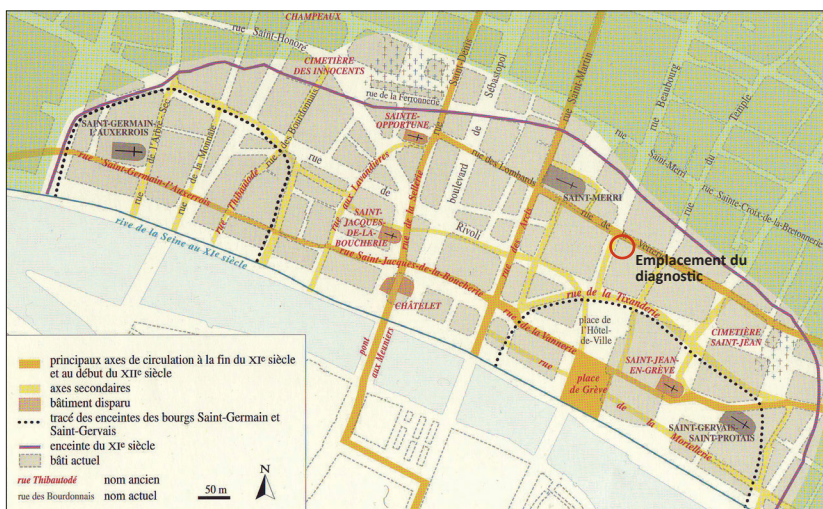 CHAMPEAUX
rue Saint-Honoré
CIMETIÈRE
DES INNOCENTS
rue de la Ferronnerie
rue Saint-Denis
boulevard de Sébastopol
rue Saint-Martin
rue Beaubourg
rue du Temple
rue Saint-Merri
rue Sainte-Croix-de-la-Bretonnerie
SAINT-GERMAIN-
L'AUXERROIS
rue de l'Arbre-Sec
rue de la Monnaie
rue des Bourdonnais
SAINTE-
OPPORTUNE
rue des Lombards
SAINT-MERRI
rue Saint-Germain-l'Auxerrois
rue Thibautodé
rue aux Lavandières
rue de la Sellerie
rue des Arcis
rue de Rivoli
rue de la Verrerie
SAINT-
JACQUES-
DE-LA-
BOUCHERIE
rive de la Seine au XIe siècle
rue Saint-Jacques-de-la-Boucherie
Emplacement du
diagnostic
CHÂTELET
rue de la Tixanderie
place de
l'Hôtel-
de-Ville
CIMETIÈRE
SAINT-JEAN
rue de la Vannerie
SAINT-JEAN-
EN-GRÈVE
pont
aux Meuniers
place
de Grève
rue de la Mortellerie
SAINT-GERVAIS-
SAINT-PROTAIS
principaux axes de circulation à la fin du XIe siècle
et au début du XIIe siècle
axes secondaires
bâtiment disparu
tracé des enceintes des bourgs Saint-Germain et
Saint-Gervais
enceinte du XIe siècle
bâti actuel
rue Thibautodé nom ancien
rue des Bourdonnais nom actuel
50 m
N